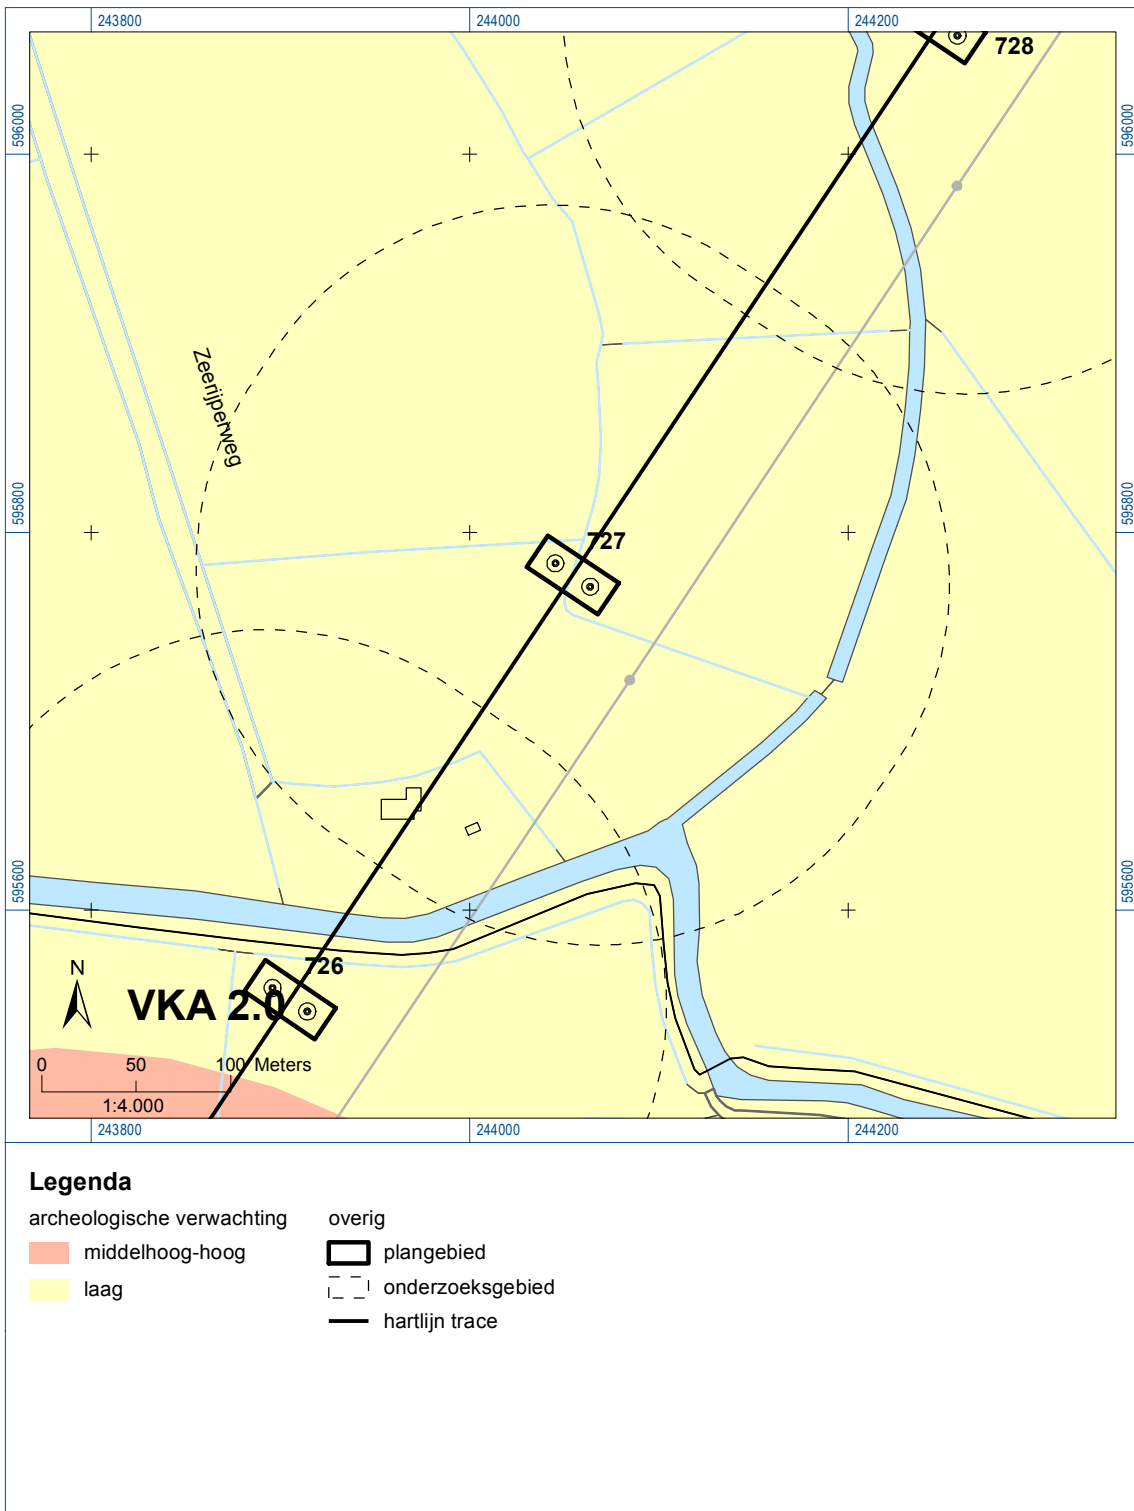 243800
244000
244200
728
596000
596000
Zeerijperweg
595800
595800
727
595600
595600
726
N
VKA 2.0
0
50
100 Meters
1:4.000
243800
244000
244200
Legenda
archeologische verwachting
overig
middelhoog-hoog
plangebied
laag
onderzoeksgebied
hartlijn trace